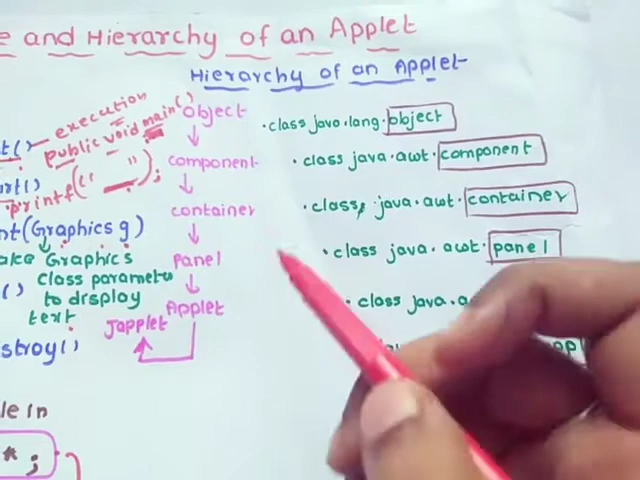 e and Hierarchy of an Applet
Hierarchy of an Applet
t() execution
public void main()
rt()
printf(" ");
nt(Graphics g)
ake Graphics
() class parameter
to display
text
stroy()
le in
*;
object
component
container
Panel
Applet
Japplet
.class java.lang.object
.class java.awt.component
.class java.awt.container
.class java.awt.panel
.class java.a